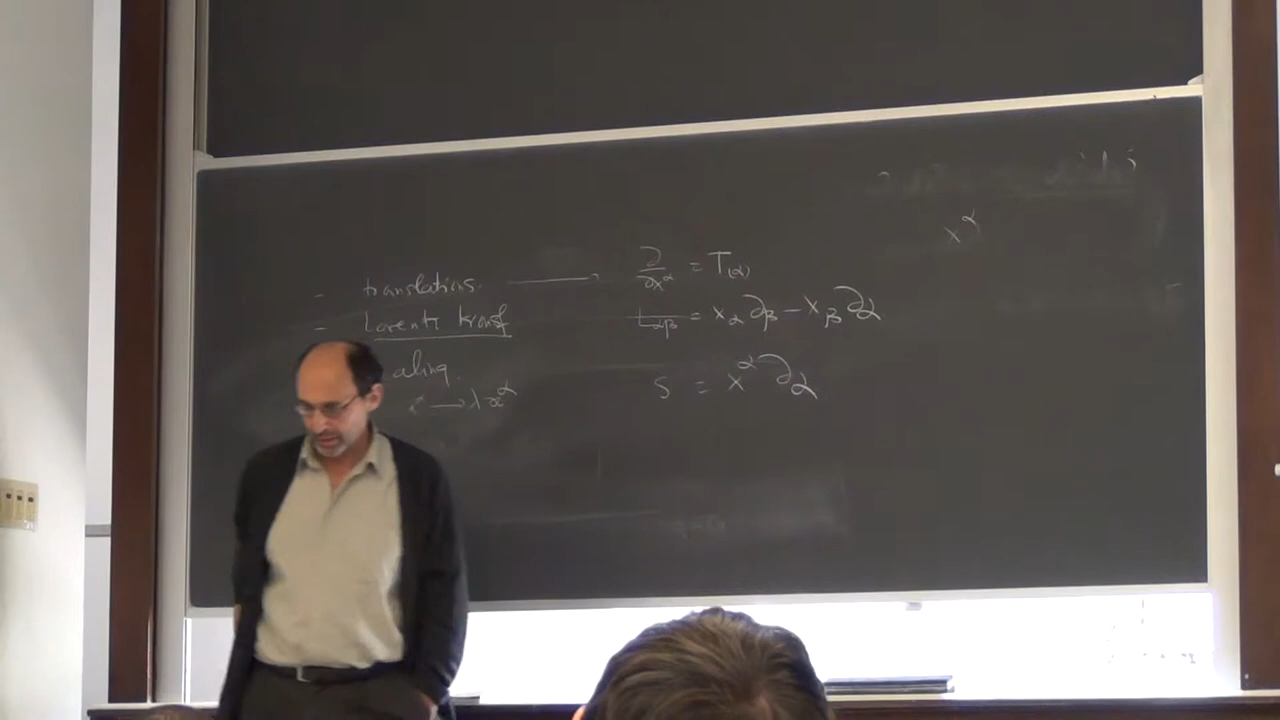 x^α
- translations. ⟶ ∂/∂x^α = T_(α)
- Lorentz transf L_αβ = x_α ∂_β − x_β ∂_α
aling. S = x^α ∂_α
⟶ λx^α